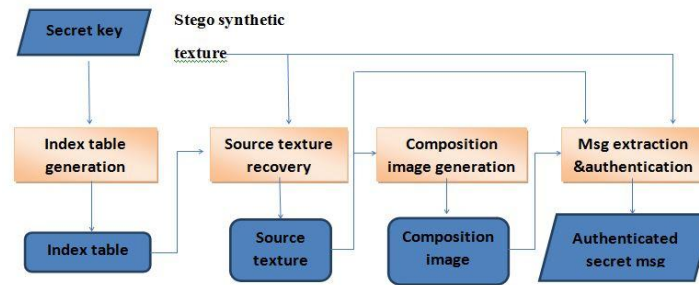 Secret key
Stego synthetic
texture
Index table
generation
Source texture
recovery
Composition
image generation
Msg extraction
&authentication
Index table
Source
texture
Composition
image
Authenticated
secret msg